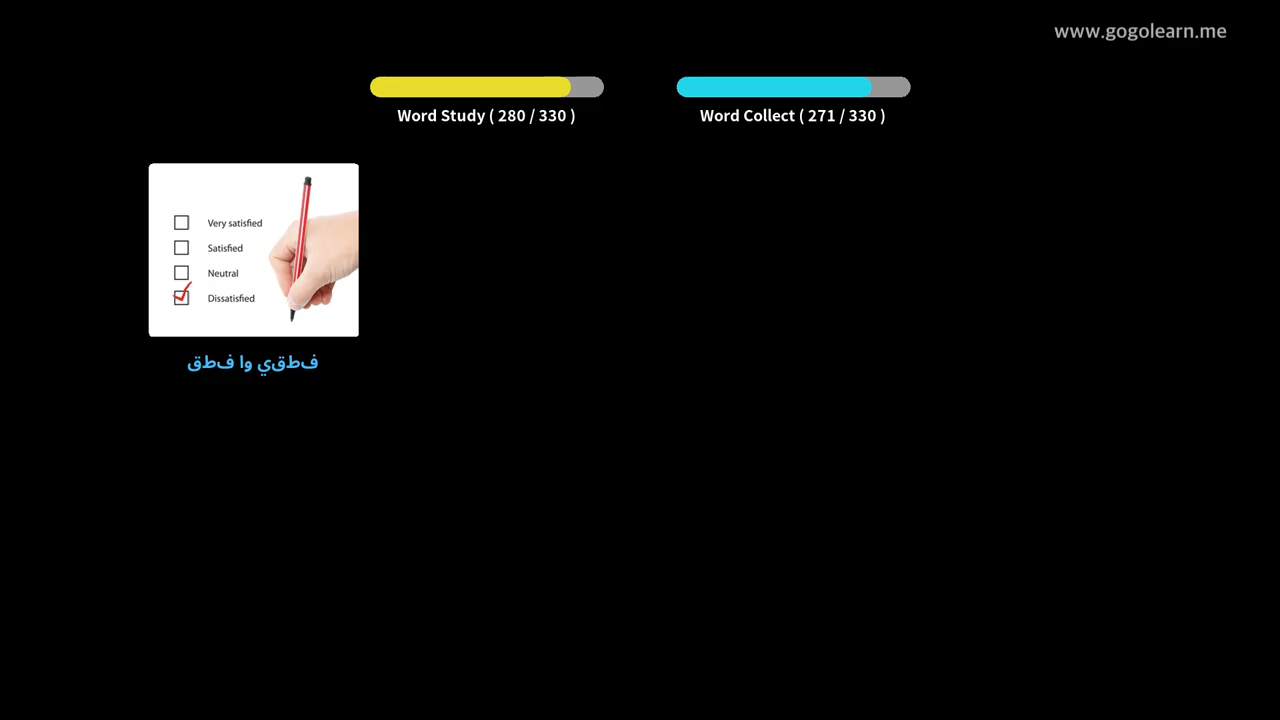 www.gogolearn.me
Word Study ( 280 / 330 )
Word Collect ( 271 / 330 )
Very satisfied
Satisfied
Neutral
Dissatisfied
فطقي وا فطق